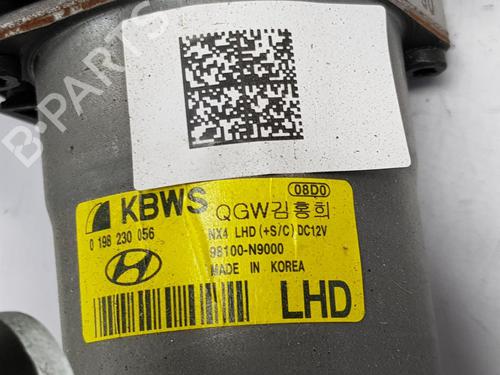 B-PARTS
08D0
KBWS QGW김홍희
0 198 230 056 NX4 LHD (+S/C) DC12V
98100-N9000
MADE IN KOREA
LHD